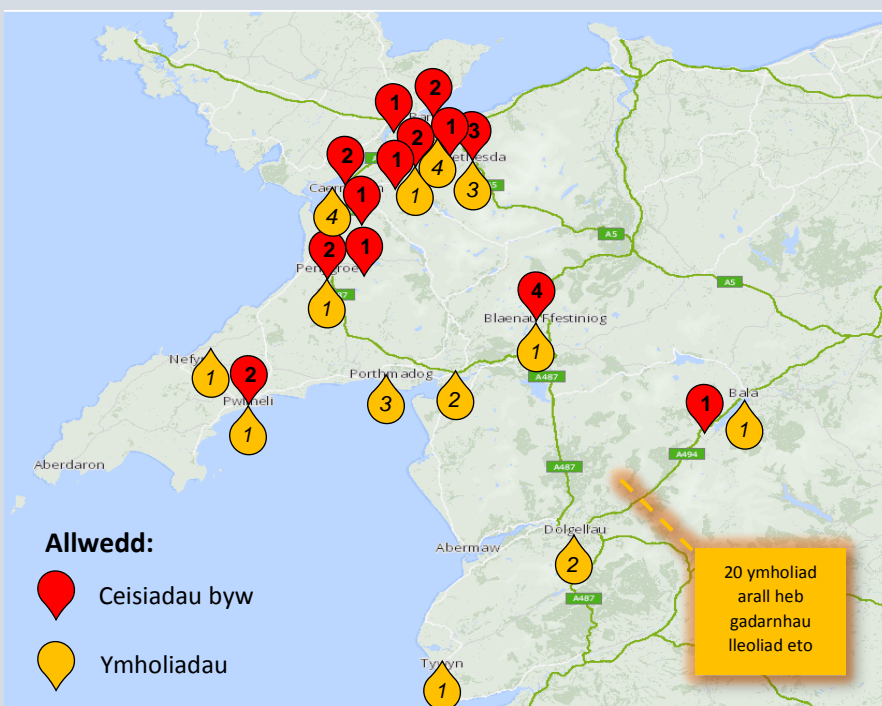 2
1
1
3
2
1
2
Bethesda
4
A5
3
1
Caernarfon
1
4
2
1
A5
Penygroes
A5
4
1
Blaenau Ffestiniog
1
Nefyn
1
2
Porthmadog
A487
Pwllheli
3
2
1
Bala
1
1
A494
Aberdaron
A487
Dolgellau
Abermaw
2
A487
Tywyn
1
Allwedd:
Ceisiadau byw
Ymholiadau
20 ymholiad
arall heb
gadarnhau
lleoliad eto